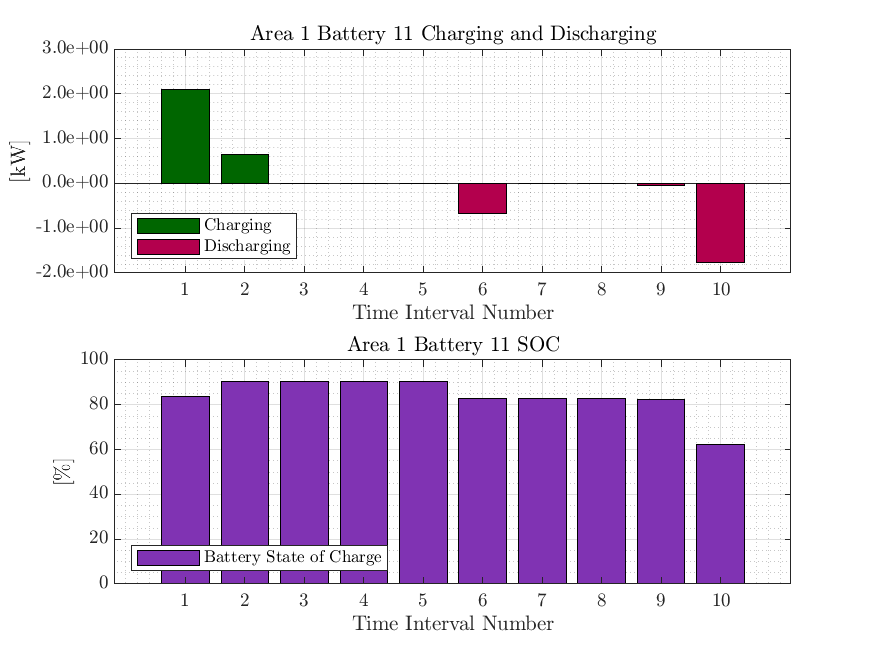 Area 1 Battery 11 Charging and Discharging
3.0e+00
2.0e+00
1.0e+00
0.0e+00
-1.0e+00
-2.0e+00
[kW]
Charging
Discharging
1 2 3 4 5 6 7 8 9 10
Time Interval Number
Area 1 Battery 11 SOC
100
80
60
40
20
0
[%]
Battery State of Charge
1 2 3 4 5 6 7 8 9 10
Time Interval Number